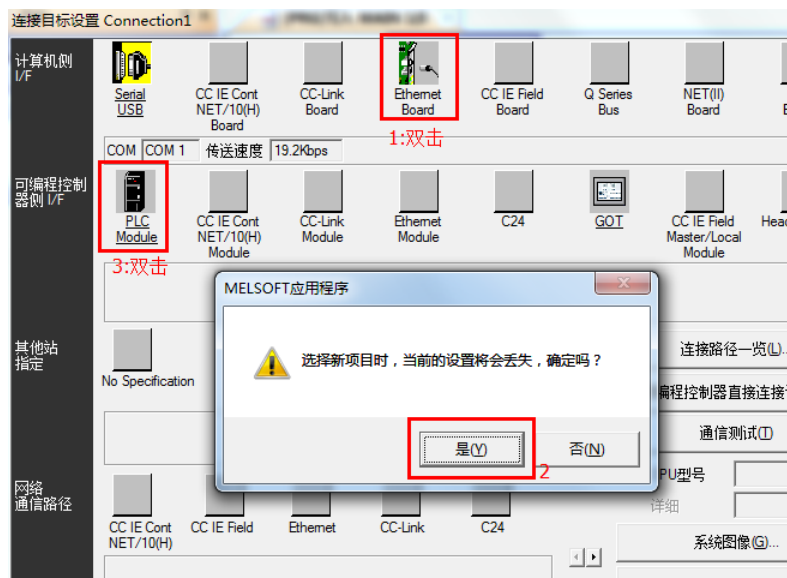 连接目标设置 Connection1
计算机侧
I/F
Serial
USB
CC IE Cont
NET/10(H)
Board
CC-Link
Board
Ethernet
Board
CC IE Field
Board
Q Series
Bus
NET(II)
Board
1:双击
COM COM 1 传送速度 19.2Kbps
可编程控制
器侧 I/F
PLC
Module
CC IE Cont
NET/10(H)
Module
CC-Link
Module
Ethernet
Module
C24
GOT
CC IE Field
Master/Local
Module
Head
3:双击
MELSOFT应用程序
选择新项目时，当前的设置将会丢失，确定吗？
是(Y)
否(N)
2
其他站
指定
No Specification
连接路径一览(L)...
编程控制器直接连接
通信测试(T)
PU型号
详细
系统图像(G)...
网络
通信路径
CC IE Cont
NET/10(H)
CC IE Field
Ethernet
CC-Link
C24